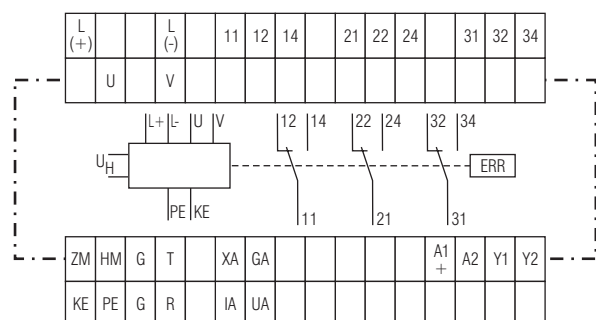 L (+) L (-) 11 12 14 21 22 24 31 32 34
U V
L+ L- U V 12 14 22 24 32 34
UH ERR
PE KE 11 21 31
ZM HM G T XA GA A1 + A2 Y1 Y2
KE PE G R IA UA